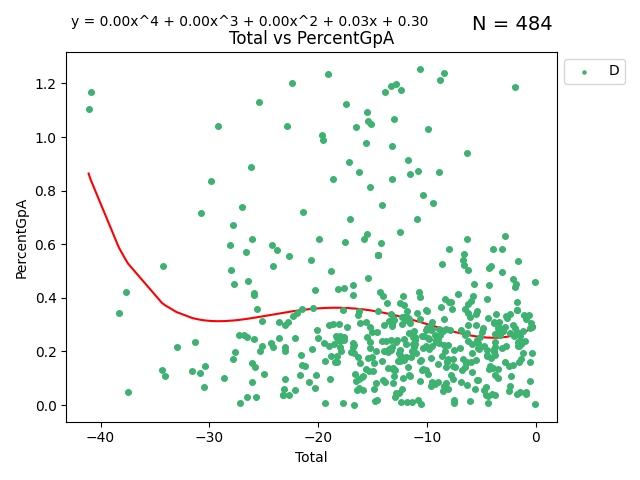 y = 0.00x^4 + 0.00x^3 + 0.00x^2 + 0.03x + 0.30
N = 484
Total vs PercentGpA
D
PercentGpA
1.2
1.0
0.8
0.6
0.4
0.2
0.0
−40
−30
−20
−10
0
Total